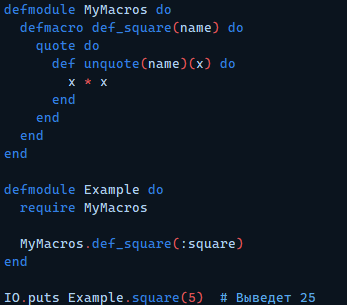 defmodule MyMacros do
  defmacro def_square(name) do
    quote do
      def unquote(name)(x) do
        x * x
      end
    end
  end
end

defmodule Example do
  require MyMacros

  MyMacros.def_square(:square)
end

IO.puts Example.square(5)  # Выведет 25